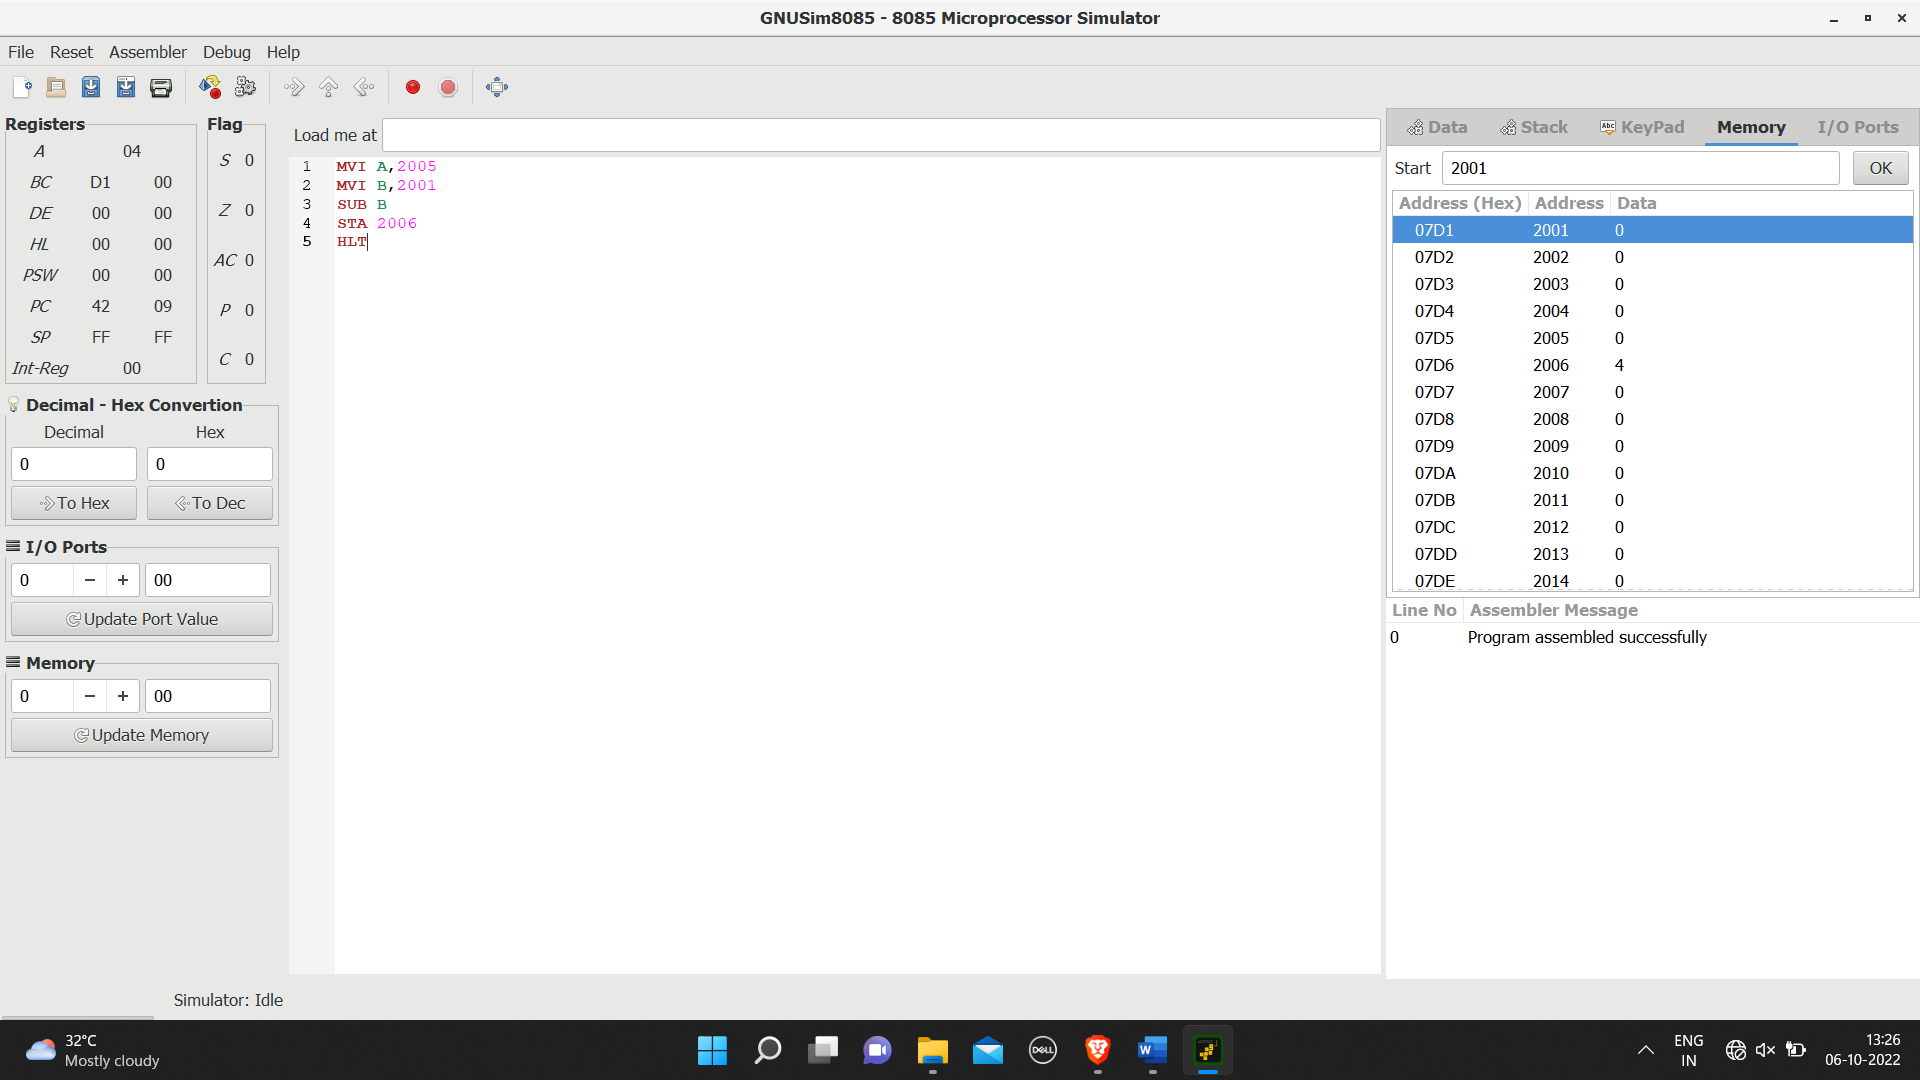 GNUSim8085 - 8085 Microprocessor Simulator
File Reset Assembler Debug Help
Registers
A 04
BC D1 00
DE 00 00
HL 00 00
PSW 00 00
PC 42 09
SP FF FF
Int-Reg 00
Flag
S 0
Z 0
AC 0
P 0
C 0
Decimal - Hex Convertion
Decimal Hex
0 0
To Hex To Dec
I/O Ports
0 − + 00
Update Port Value
Memory
0 − + 00
Update Memory
Load me at
1 MVI A,2005
2 MVI B,2001
3 SUB B
4 STA 2006
5 HLT
Data Stack Abc KeyPad Memory I/O Ports
Start 2001 OK
Address (Hex) Address Data
07D1 2001 0
07D2 2002 0
07D3 2003 0
07D4 2004 0
07D5 2005 0
07D6 2006 4
07D7 2007 0
07D8 2008 0
07D9 2009 0
07DA 2010 0
07DB 2011 0
07DC 2012 0
07DD 2013 0
07DE 2014 0
Line No Assembler Message
0 Program assembled successfully
Simulator: Idle
32°C
Mostly cloudy
DELL
W
ENG
IN
13:26
06-10-2022